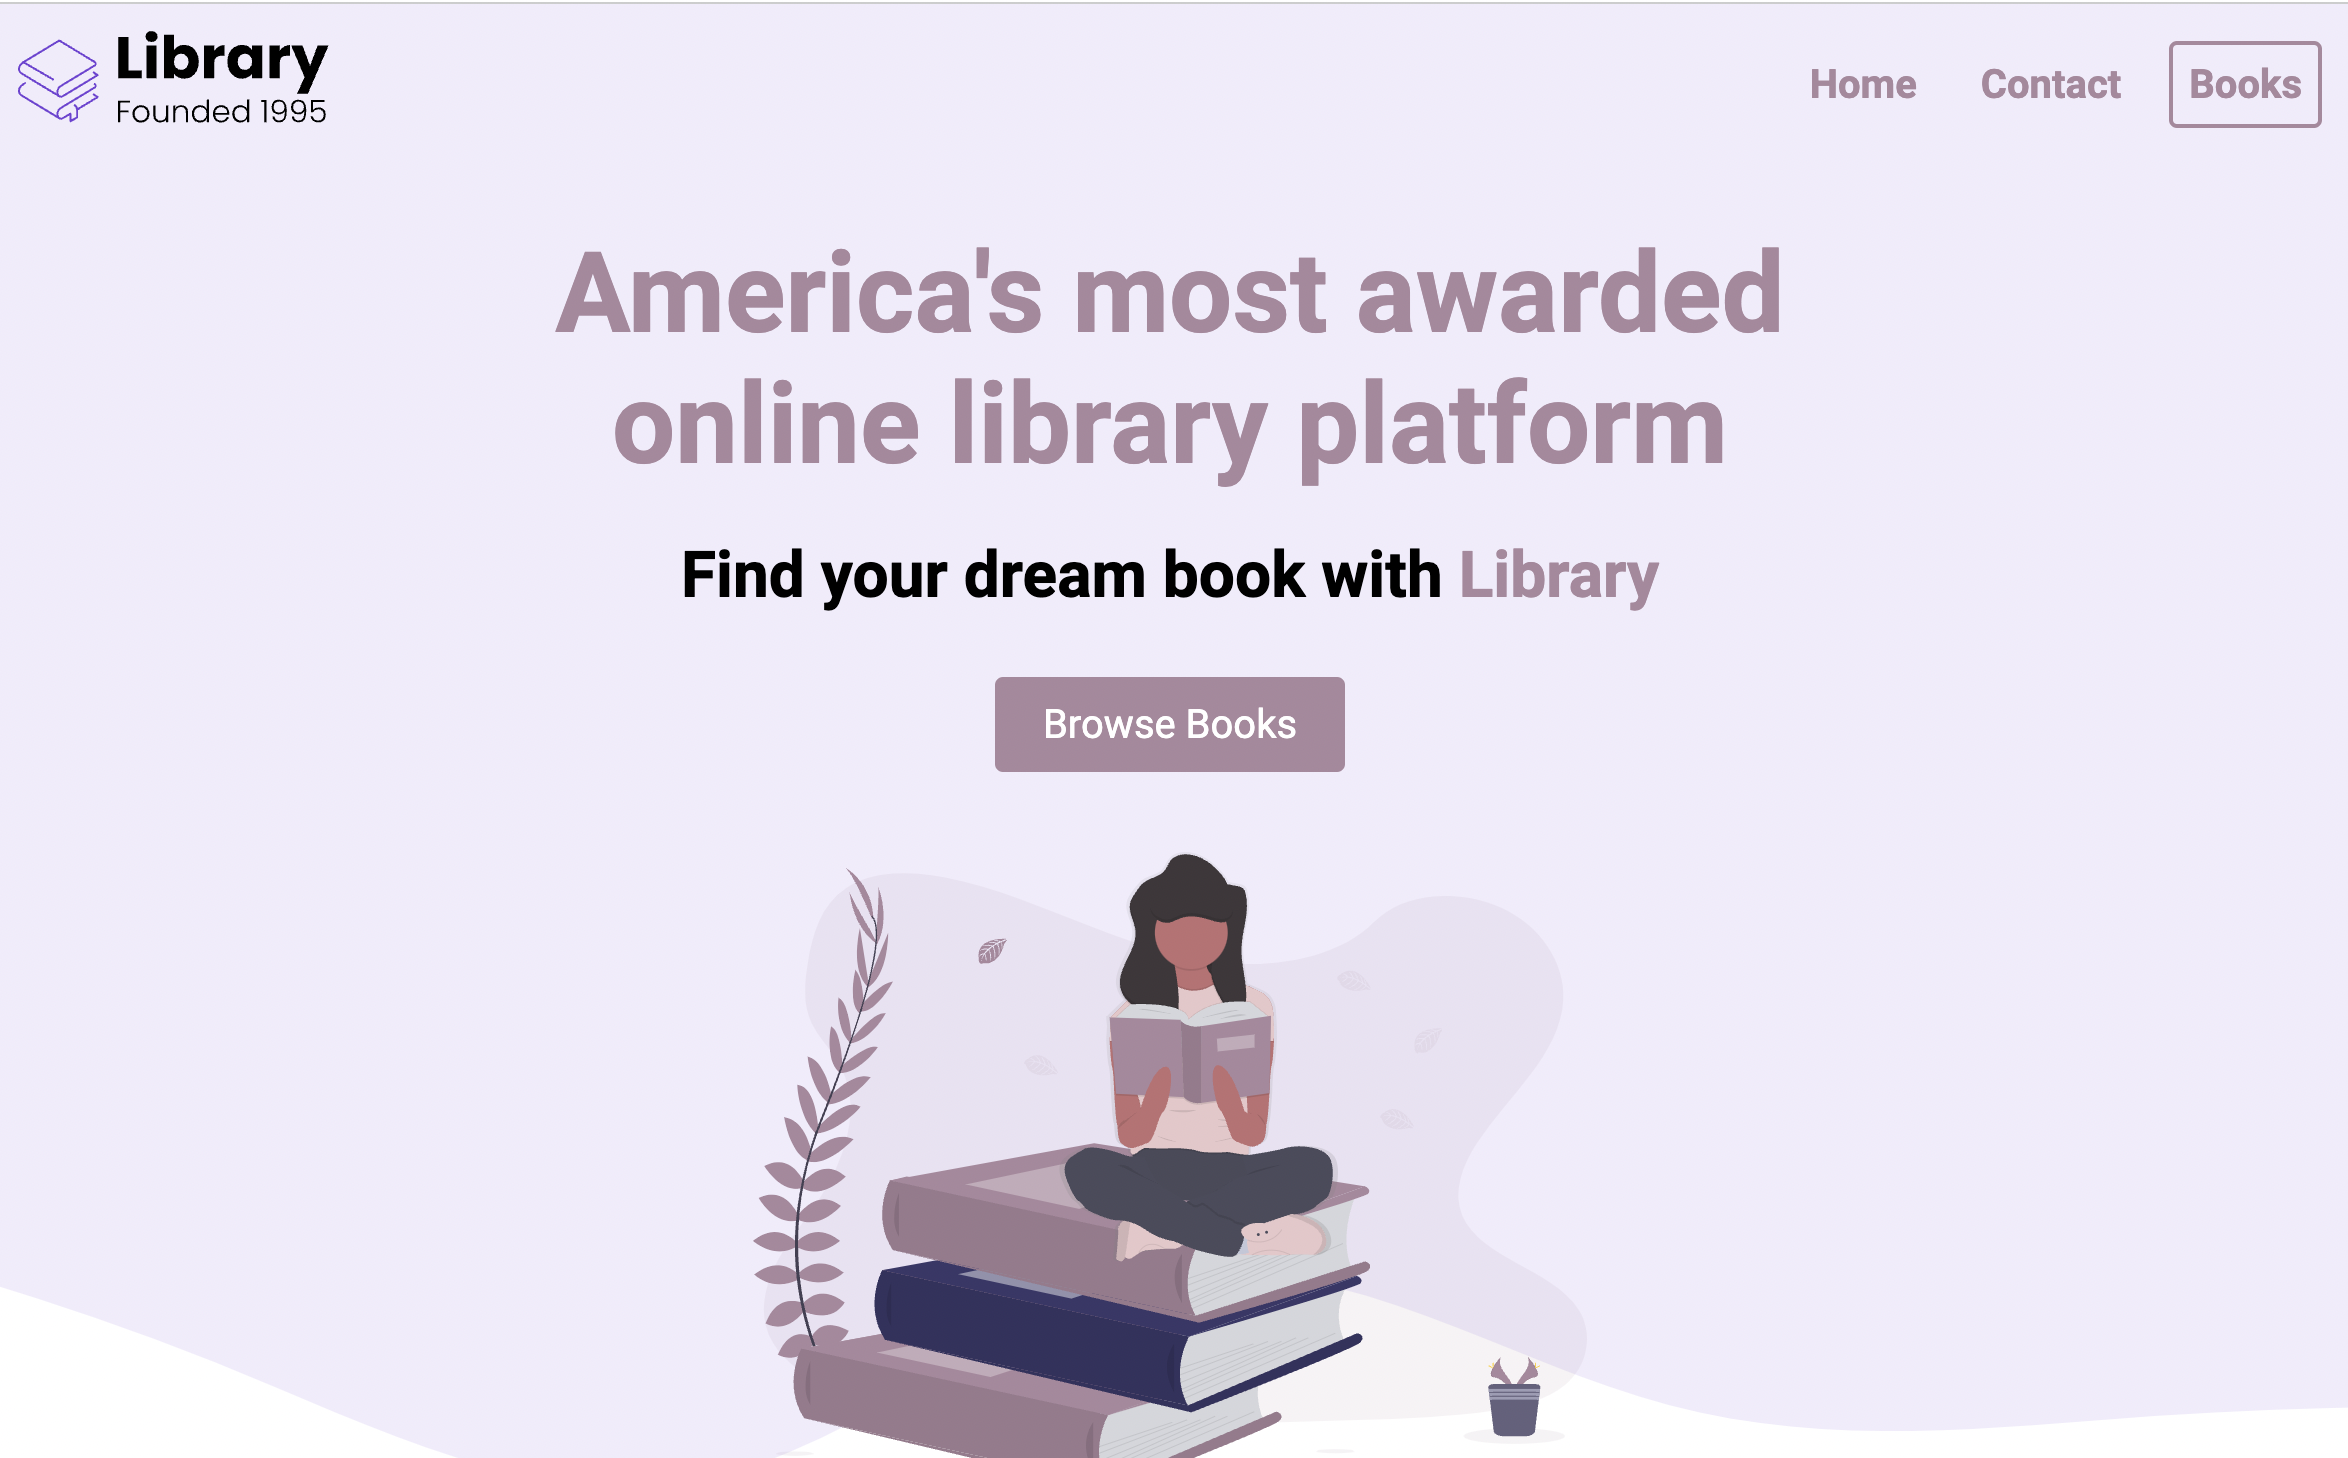 Library
Founded 1995
Home
Contact
Books
America's most awarded
online library platform
Find your dream book with Library
Browse Books